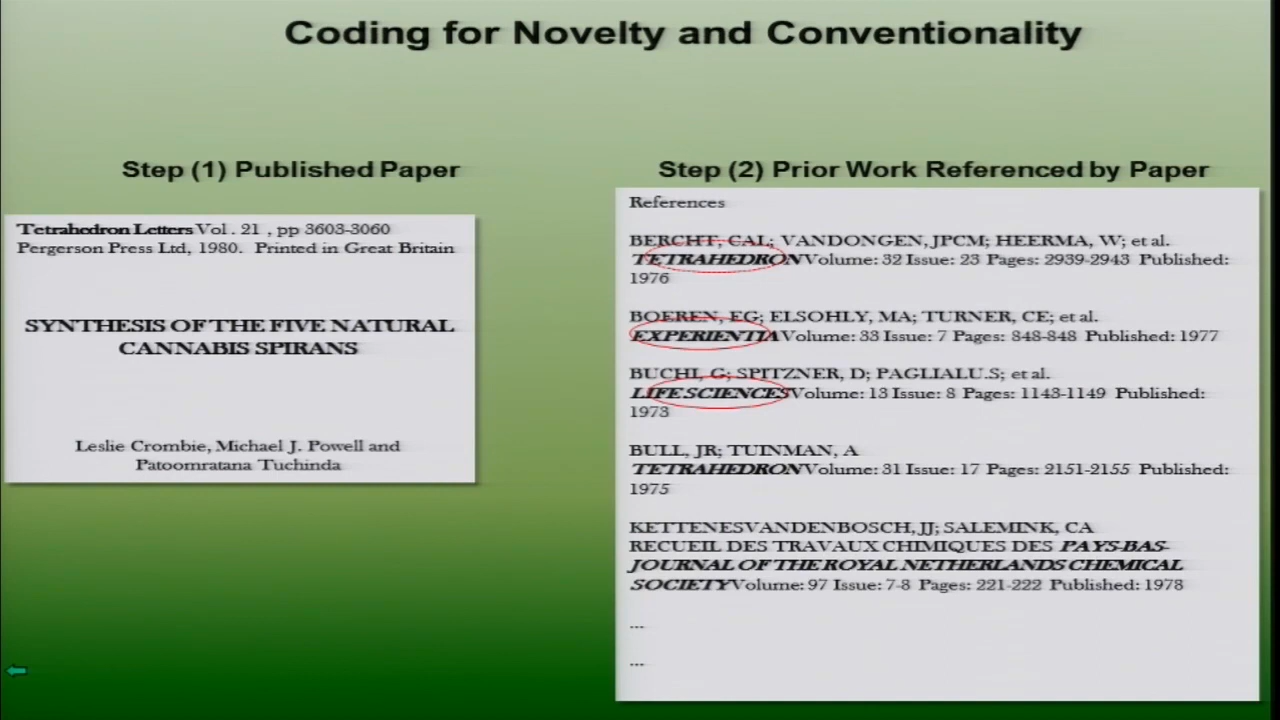 Coding for Novelty and Conventionality
Step (1) Published Paper
Tetrahedron Letters Vol . 21 , pp 3603-3060
Pergerson Press Ltd, 1980. Printed in Great Britain
SYNTHESIS OF THE FIVE NATURAL
CANNABIS SPIRANS
Leslie Crombie, Michael J. Powell and
Patoomratana Tuchinda
Step (2) Prior Work Referenced by Paper
References
BERCHT, CAL; VANDONGEN, JPCM; HEERMA, W; et al.
TETRAHEDRON Volume: 32 Issue: 23 Pages: 2939-2943 Published:
1976
BOEREN, EG; ELSOHLY, MA; TURNER, CE; et al.
EXPERIENTIA Volume: 33 Issue: 7 Pages: 848-848 Published: 1977
BUCHI, G; SPITZNER, D; PAGLIALU.S; et al.
LIFE SCIENCES Volume: 13 Issue: 8 Pages: 1143-1149 Published:
1973
BULL, JR; TUINMAN, A
TETRAHEDRON Volume: 31 Issue: 17 Pages: 2151-2155 Published:
1975
KETTENESVANDENBOSCH, JJ; SALEMINK, CA
RECUEIL DES TRAVAUX CHIMIQUES DES PAYS-BAS-
JOURNAL OF THE ROYAL NETHERLANDS CHEMICAL
SOCIETY Volume: 97 Issue: 7-8 Pages: 221-222 Published: 1978
...
...